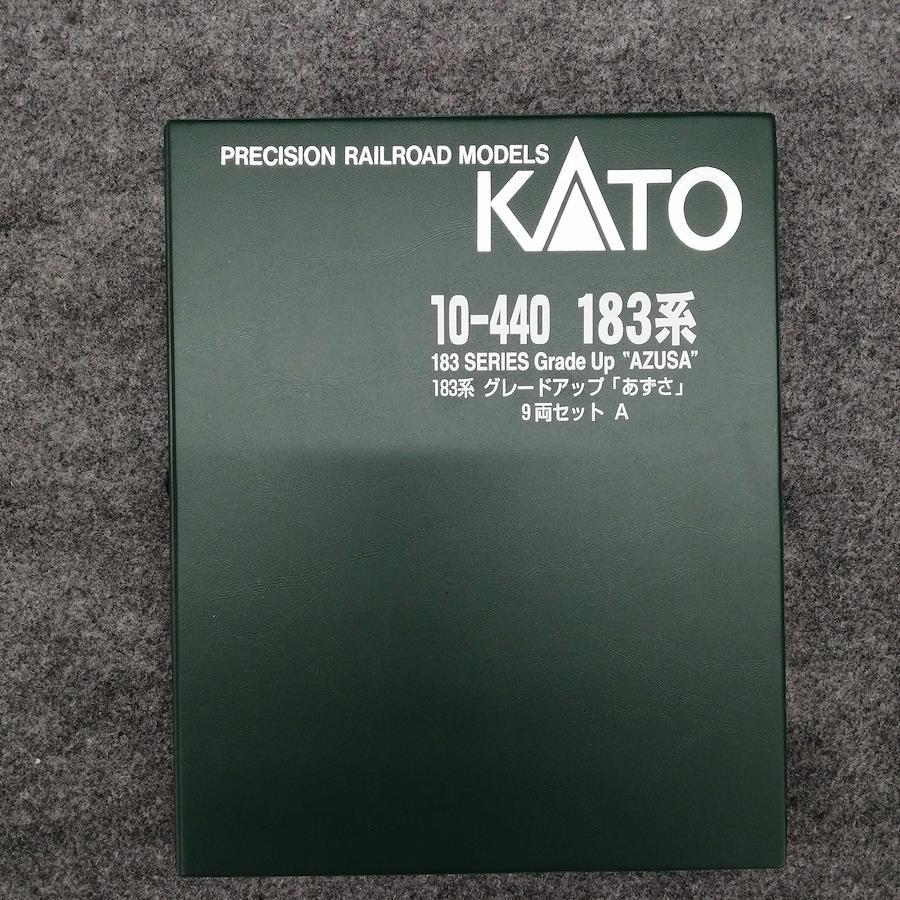 PRECISION RAILROAD MODELS
KATO
10-440 183系
183 SERIES Grade Up "AZUSA"
183系 グレードアップ「あずさ」
9両セット A